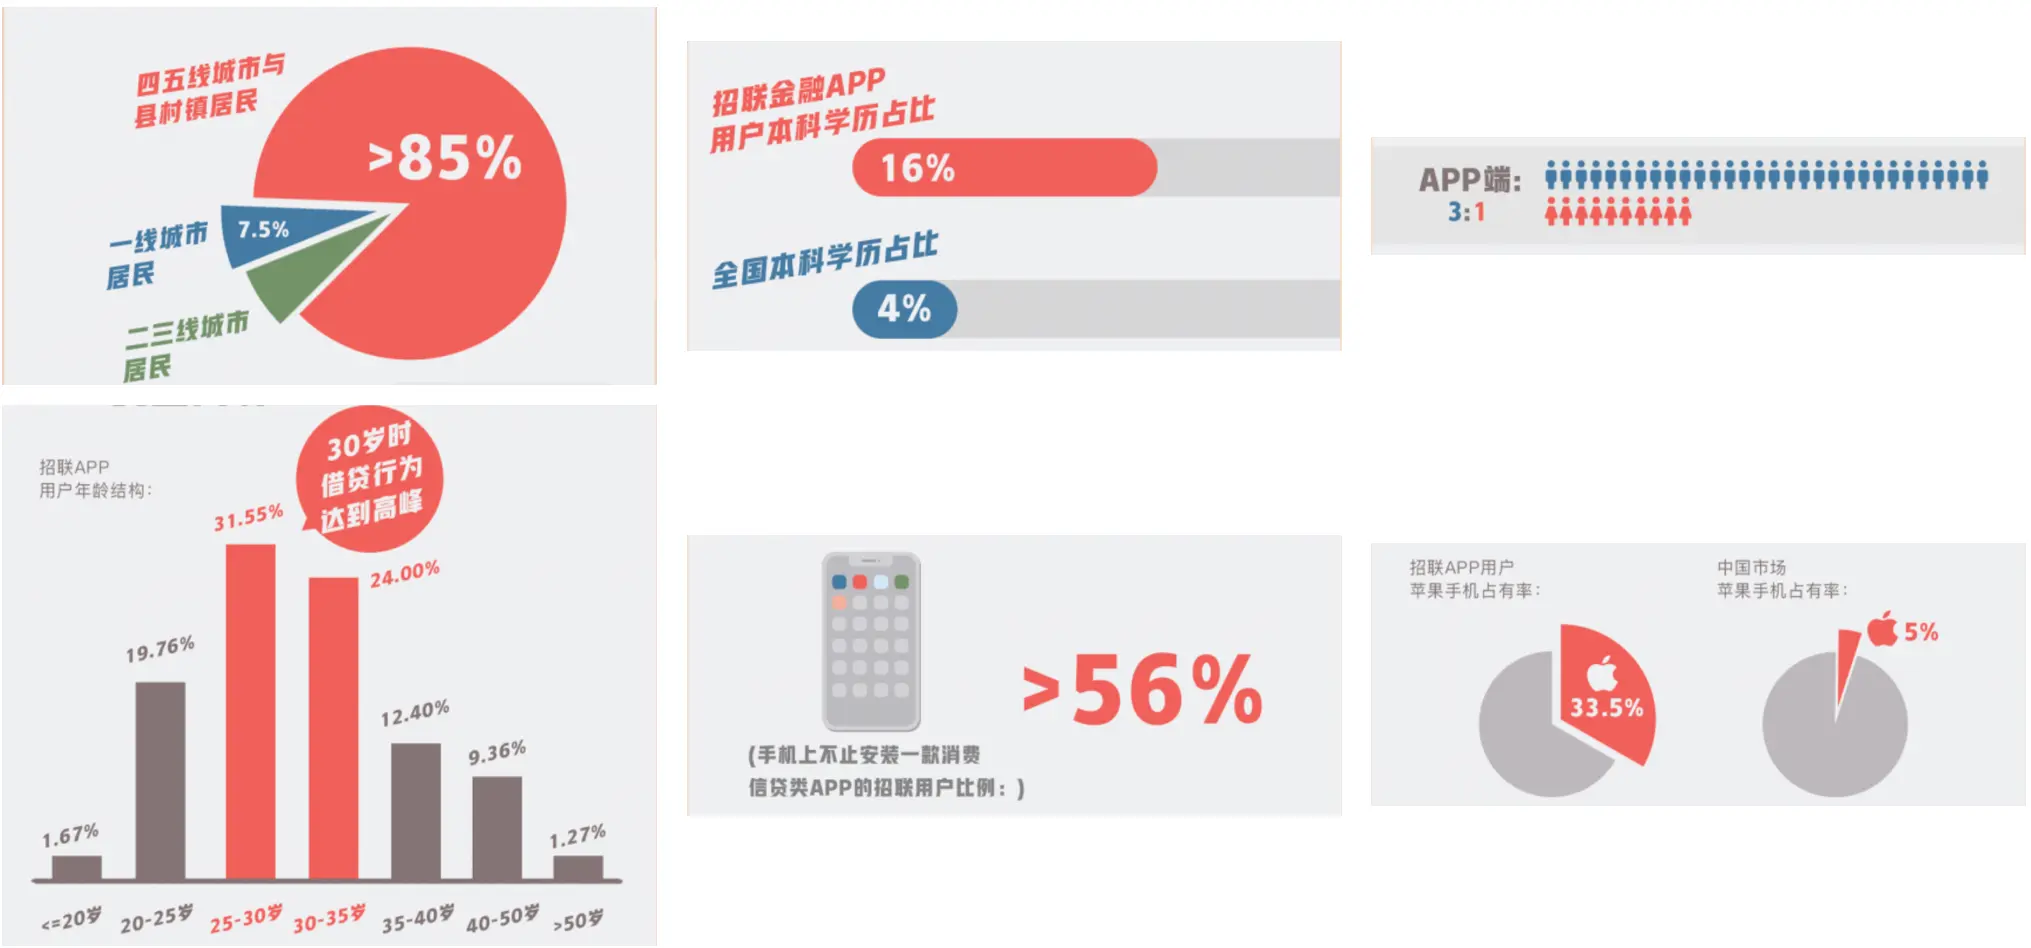 四五线城市与
县村镇居民
>85%
一线城市
居民
7.5%
二三线城市
居民
招联金融APP
用户本科学历占比
16%
全国本科学历占比
4%
APP端:
3:1
招联APP
用户年龄结构:
30岁时
借贷行为
达到高峰
1.67%
19.76%
31.55%
24.00%
12.40%
9.36%
1.27%
<=20岁
20-25岁
25-30岁
30-35岁
35-40岁
40-50岁
>50岁
>56%
(手机上不止安装一款消费
信贷类APP的招联用户比例: )
招联APP用户
苹果手机占有率:
33.5%
中国市场
苹果手机占有率:
5%